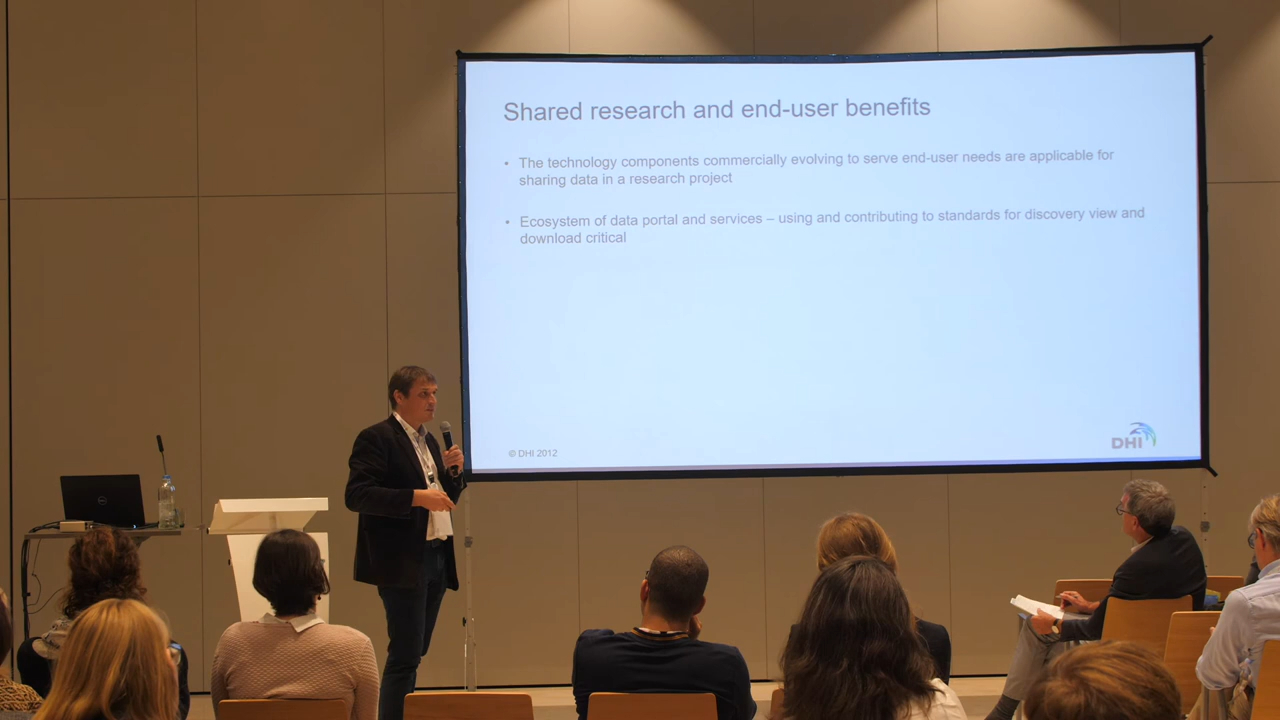 Shared research and end-user benefits
• The technology components commercially evolving to serve end-user needs are applicable for
sharing data in a research project
• Ecosystem of data portal and services – using and contributing to standards for discovery view and
download critical
© DHI 2012
DHI